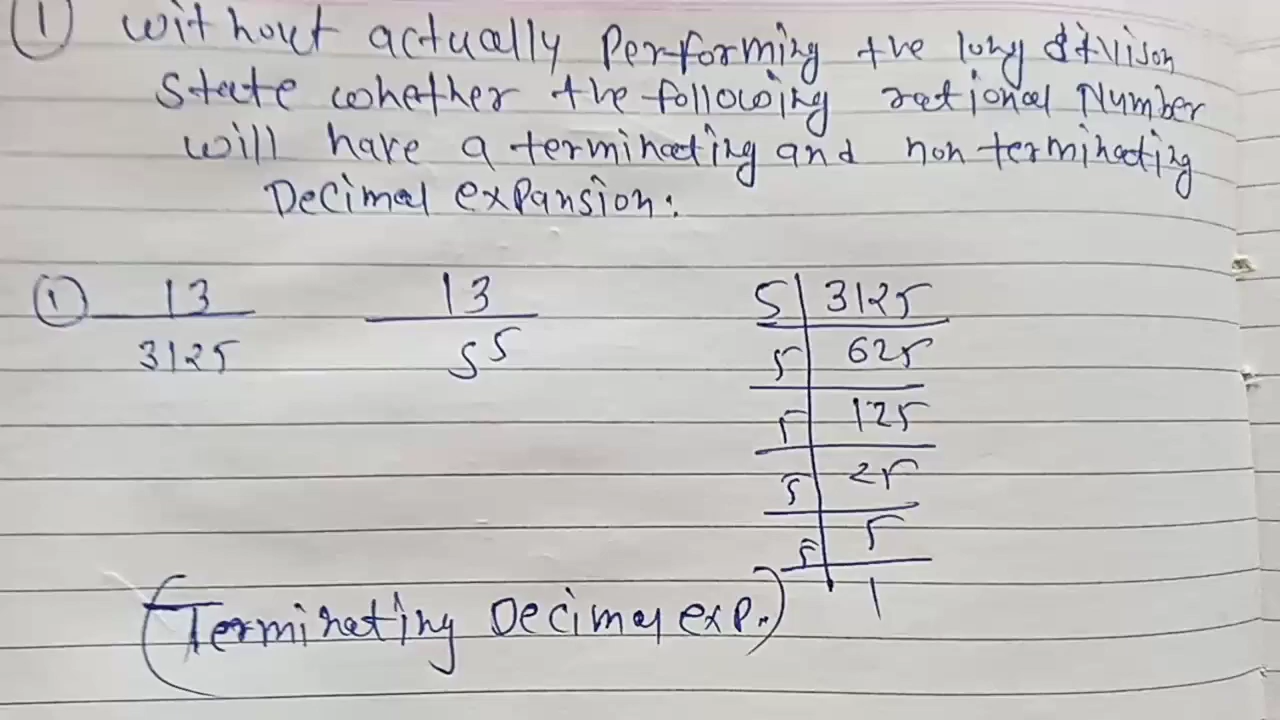 ① without actually Performing the long division
State whether the following rational Number
will have a terminating and non terminating
Decimal expansion:
① 13/3125 13/5⁵
5 | 3125
5 | 625
5 | 125
5 | 25
5 | 5
1
(Terminating Decimal exp.)